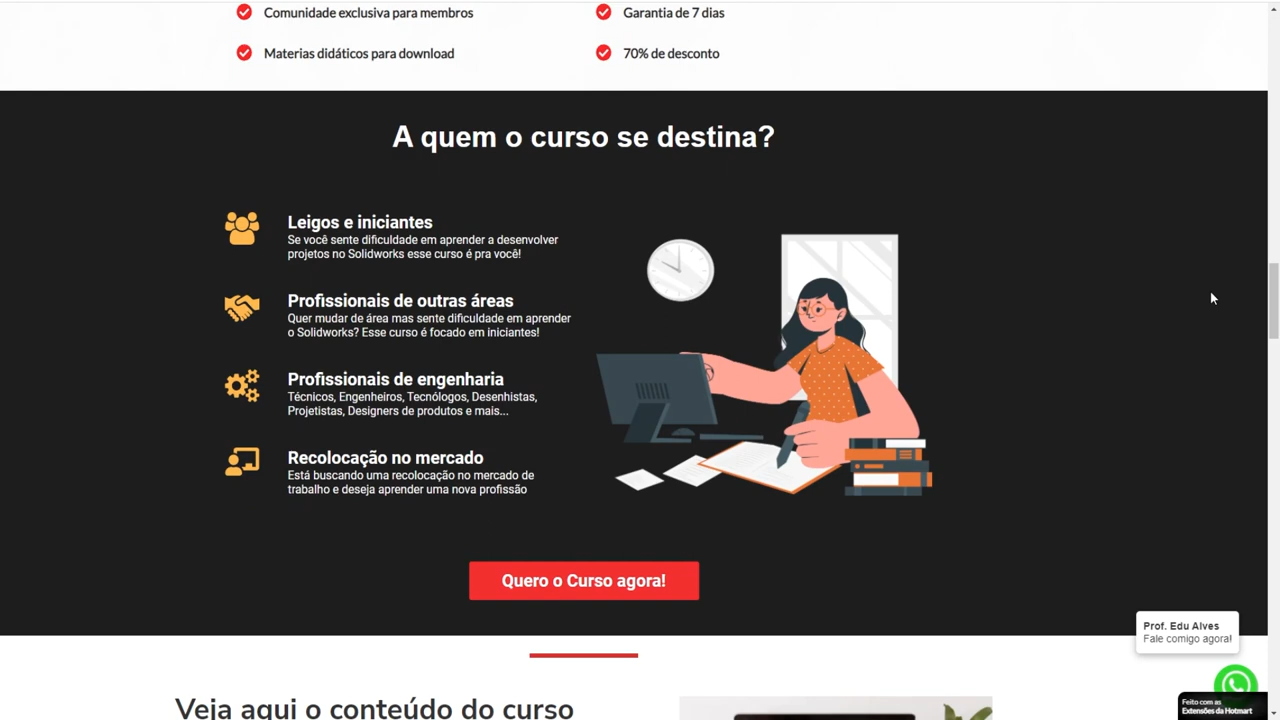 Comunidade exclusiva para membros
Garantia de 7 dias
Materias didáticos para download
70% de desconto
A quem o curso se destina?
Leigos e iniciantes
Se você sente dificuldade em aprender a desenvolver
projetos no Solidworks esse curso é pra você!
Profissionais de outras áreas
Quer mudar de área mas sente dificuldade em aprender
o Solidworks? Esse curso é focado em iniciantes!
Profissionais de engenharia
Técnicos, Engenheiros, Tecnólogos, Desenhistas,
Projetistas, Designers de produtos e mais...
Recolocação no mercado
Está buscando uma recolocação no mercado de
trabalho e deseja aprender uma nova profissão
Quero o Curso agora!
Prof. Edu Alves
Fale comigo agora!
Feito com as
Extensões da Hotmart
Veja aqui o conteúdo do curso